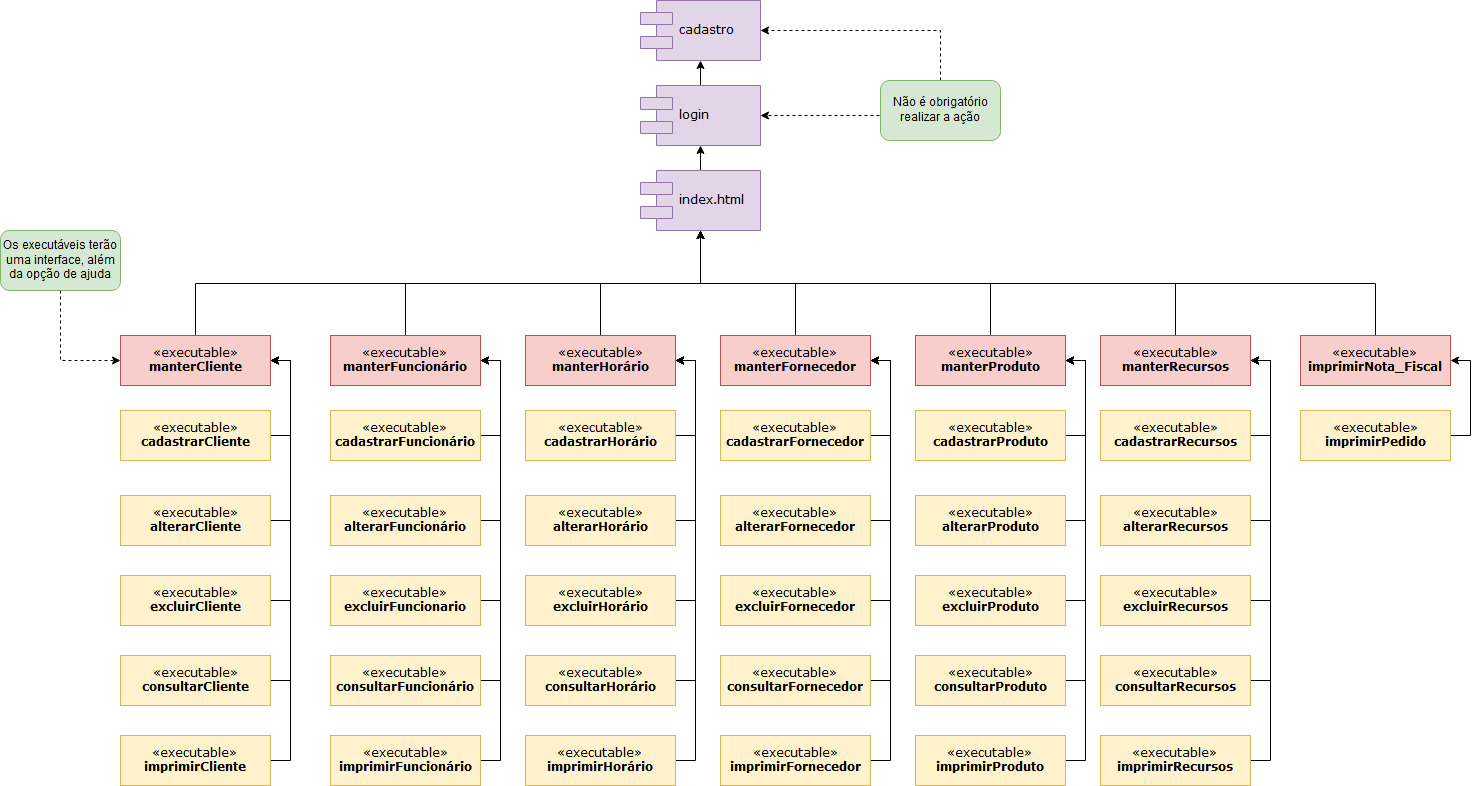 cadastro
Não é obrigatório
realizar a ação
login
index.html
Os executáveis terão
uma interface, além
da opção de ajuda
«executable»
manterCliente
«executable»
manterFuncionário
«executable»
manterHorário
«executable»
manterFornecedor
«executable»
manterProduto
«executable»
manterRecursos
«executable»
imprimirNota_Fiscal
«executable»
cadastrarCliente
«executable»
cadastrarFuncionário
«executable»
cadastrarHorário
«executable»
cadastrarFornecedor
«executable»
cadastrarProduto
«executable»
cadastrarRecursos
«executable»
imprimirPedido
«executable»
alterarCliente
«executable»
alterarFuncionário
«executable»
alterarHorário
«executable»
alterarFornecedor
«executable»
alterarProduto
«executable»
alterarRecursos
«executable»
excluirCliente
«executable»
excluirFuncionario
«executable»
excluirHorário
«executable»
excluirFornecedor
«executable»
excluirProduto
«executable»
excluirRecursos
«executable»
consultarCliente
«executable»
consultarFuncionário
«executable»
consultarHorário
«executable»
consultarFornecedor
«executable»
consultarProduto
«executable»
consultarRecursos
«executable»
imprimirCliente
«executable»
imprimirFuncionário
«executable»
imprimirHorário
«executable»
imprimirFornecedor
«executable»
imprimirProduto
«executable»
imprimirRecursos